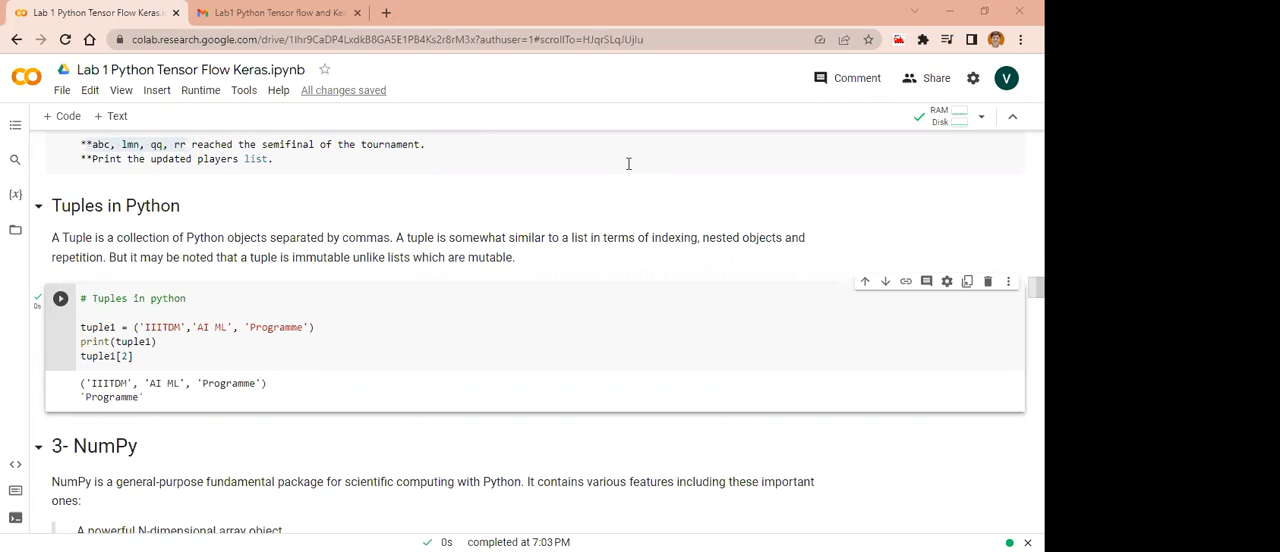 Lab 1 Python Tensor Flow Keras.i
Lab1 Python Tensor flow and Ker
colab.research.google.com/drive/1Ihr9CaDP4LxdkB8GA5E1PB4Ks2r8rM3x?authuser=1#scrollTo=HJqrSLqJUjIu
Lab 1 Python Tensor Flow Keras.ipynb
Comment
Share
V
File Edit View Insert Runtime Tools Help All changes saved
+ Code + Text
RAM
Disk
**abc, lmn, qq, rr reached the semifinal of the tournament.
**Print the updated players list.
Tuples in Python
A Tuple is a collection of Python objects separated by commas. A tuple is somewhat similar to a list in terms of indexing, nested objects and
repetition. But it may be noted that a tuple is immutable unlike lists which are mutable.
0s
# Tuples in python
tuple1 = ('IIITDM','AI ML', 'Programme')
print(tuple1)
tuple1[2]
('IIITDM', 'AI ML', 'Programme')
'Programme'
3- NumPy
NumPy is a general-purpose fundamental package for scientific computing with Python. It contains various features including these important
ones:
A powerful N-dimensional array object
0s completed at 7:03 PM